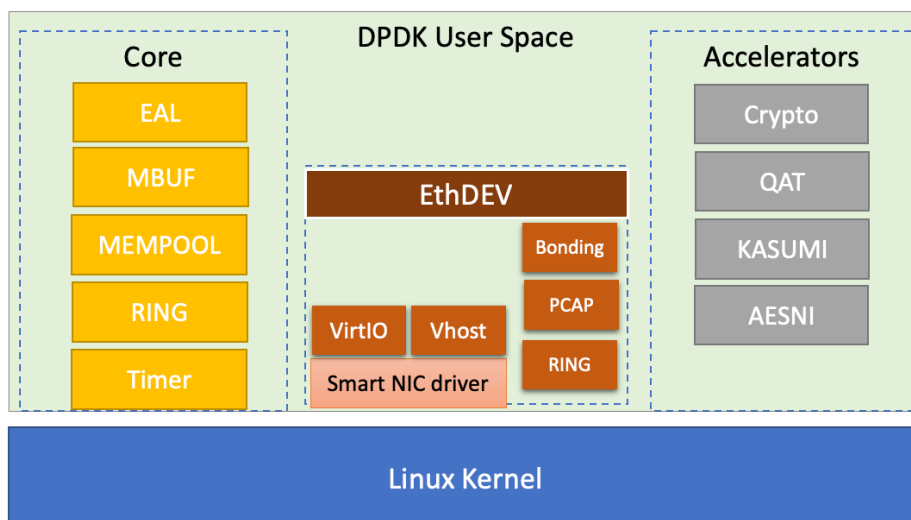 DPDK User Space
Core
EAL
MBUF
MEMPOOL
RING
Timer
EthDEV
Bonding
PCAP
RING
VirtIO
Vhost
Smart NIC driver
Accelerators
Crypto
QAT
KASUMI
AESNI
Linux Kernel